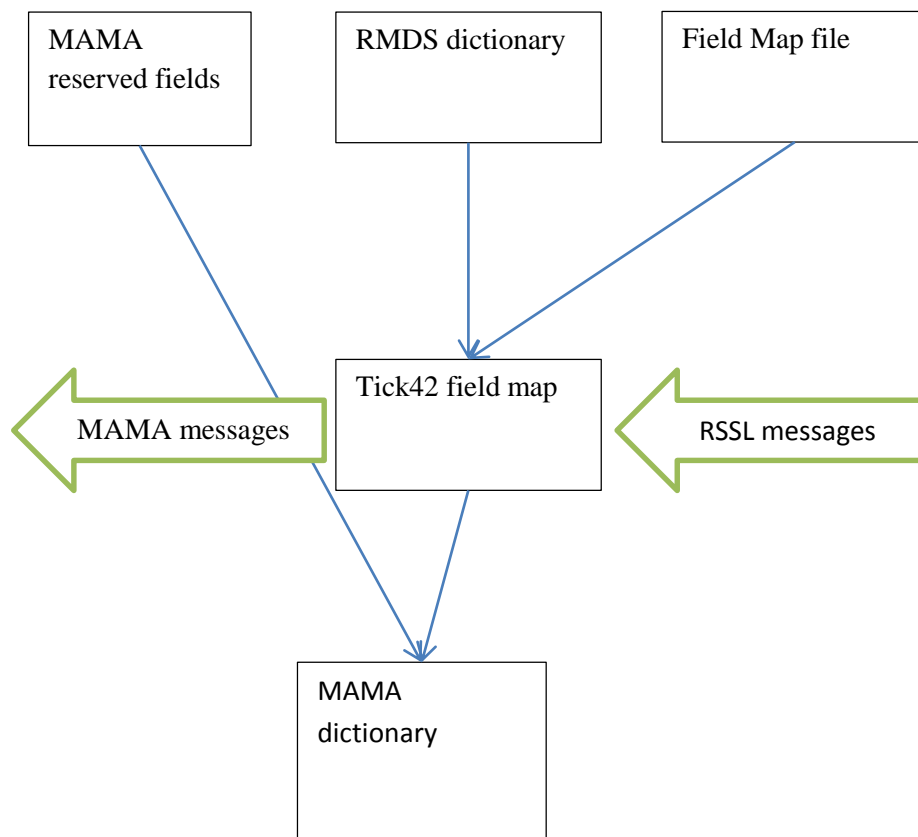 MAMA
reserved fields
RMDS dictionary
Field Map file
Tick42 field map
MAMA messages
RSSL messages
MAMA
dictionary